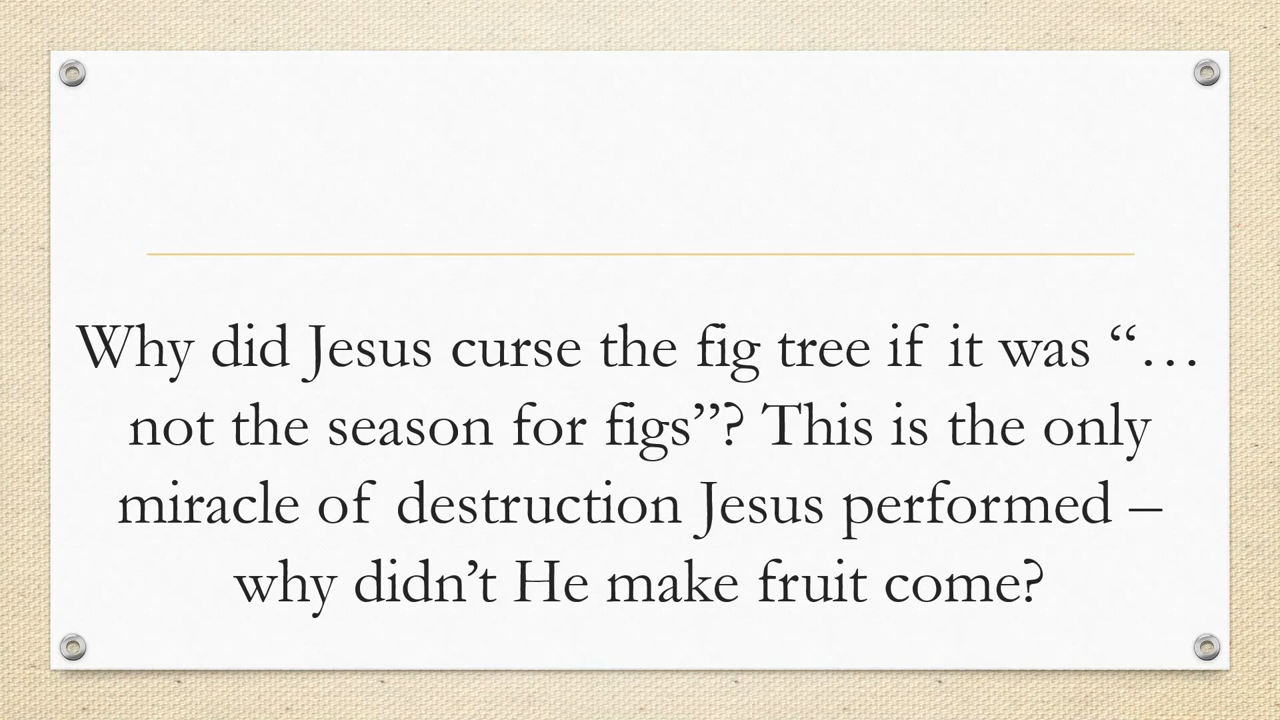 Why did Jesus curse the fig tree if it was “…
not the season for figs”? This is the only
miracle of destruction Jesus performed –
why didn’t He make fruit come?